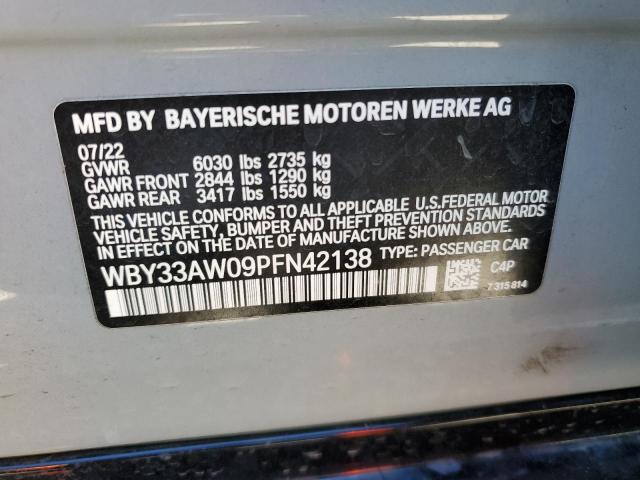 MFD BY BAYERISCHE MOTOREN WERKE AG
07/22
GVWR 6030 lbs 2735 kg
GAWR FRONT 2844 lbs 1290 kg
GAWR REAR 3417 lbs 1550 kg
THIS VEHICLE CONFORMS TO ALL APPLICABLE U.S.FEDERAL MOTOR
VEHICLE SAFETY, BUMPER AND THEFT PREVENTION STANDARDS
IN EFFECT ON THE DATE OF MANUFACTURE SHOWN ABOVE.
WBY33AW09PFN42138 TYPE: PASSENGER CAR
C4P
7 315 814